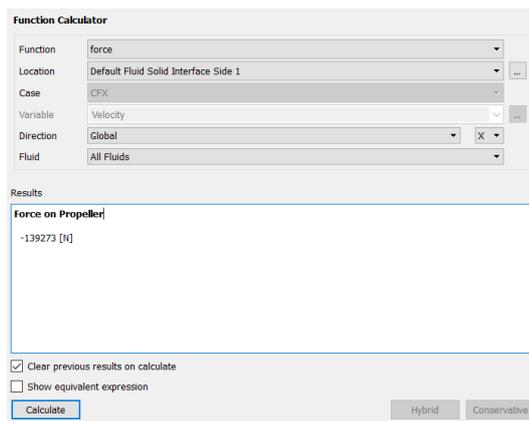 Function Calculator
Function force
Location Default Fluid Solid Interface Side 1
...
Case CFX
Variable Velocity
...
Direction Global X
Fluid All Fluids
Results
Force on Propeller
-139273 [N]
Clear previous results on calculate
Show equivalent expression
Calculate Hybrid Conservative